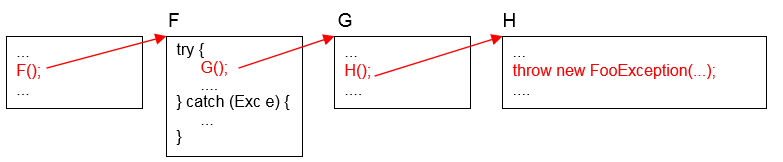 F
G
H
...
F();
...
try {
G();
....
} catch (Exc e) {
...
}
...
H();
....
...
throw new FooException(...);
....